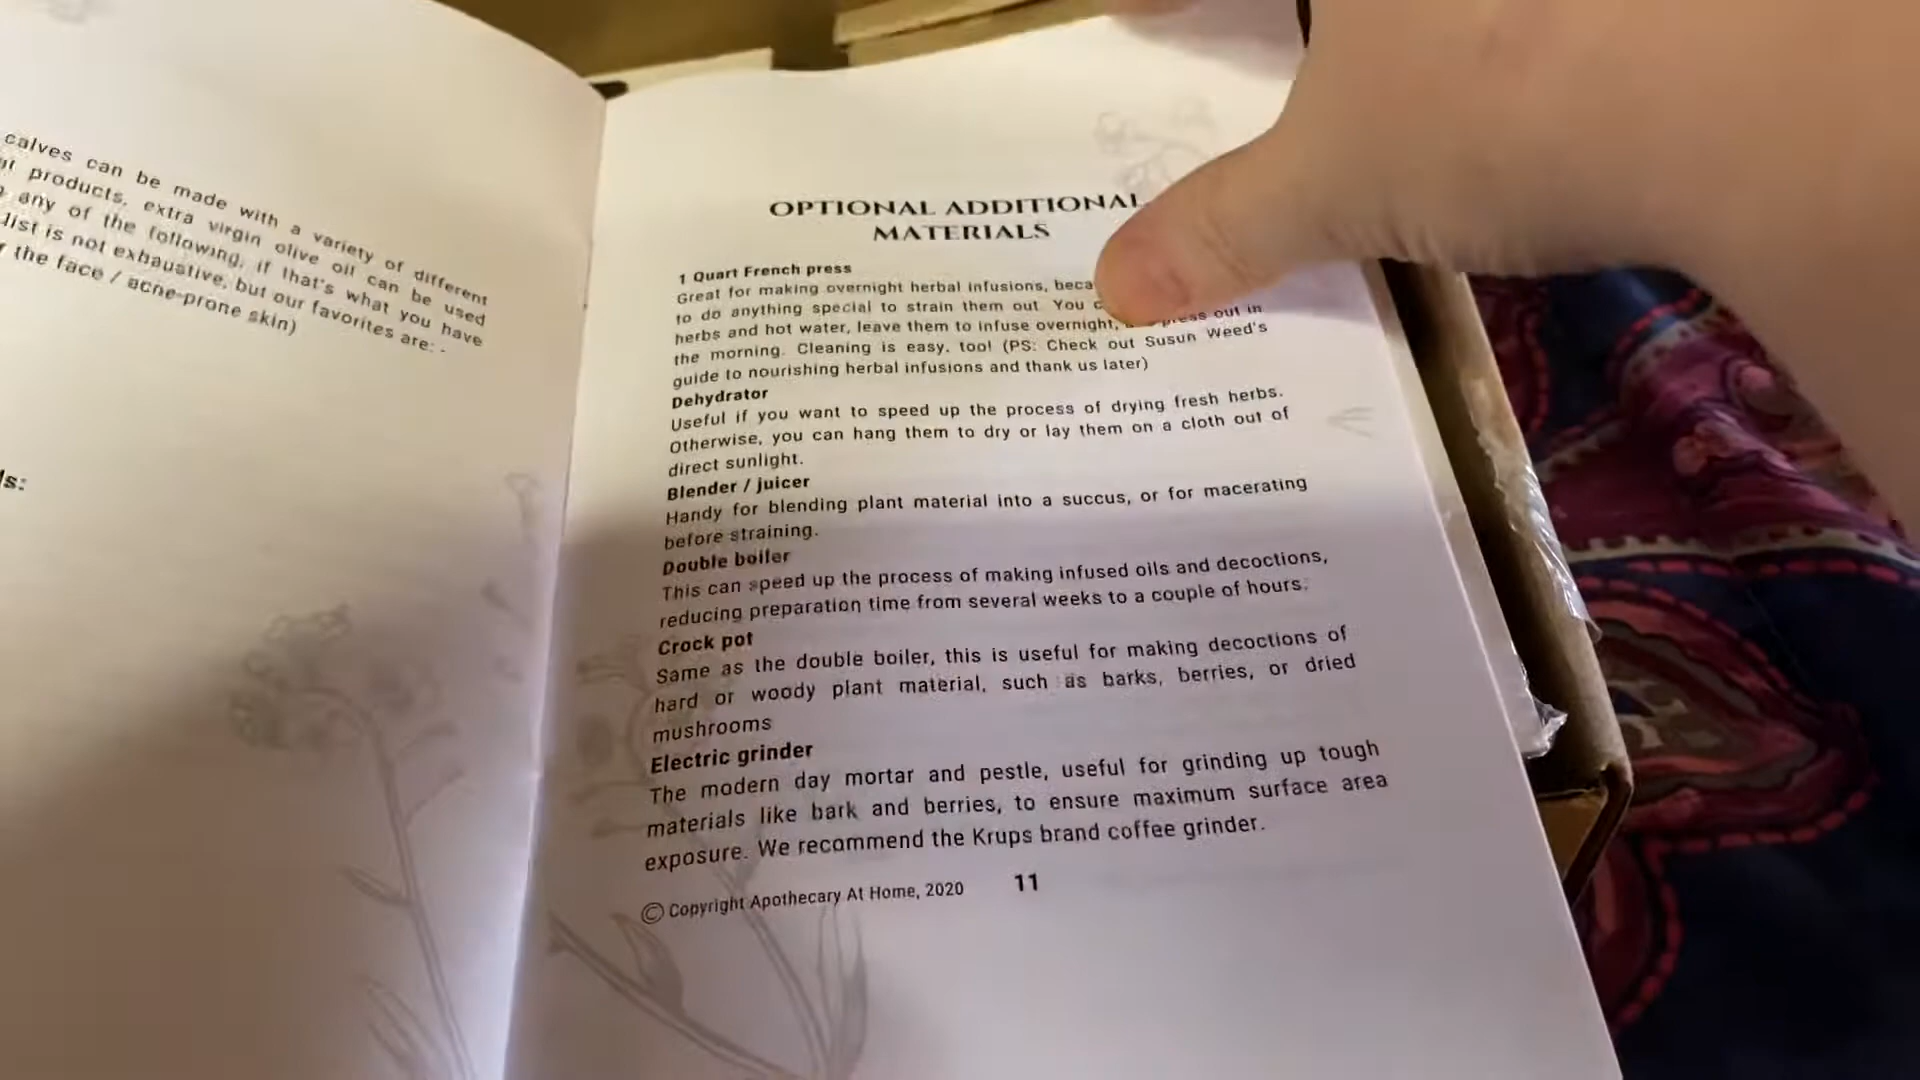 calves can be made with a variety of different
products, extra virgin olive oil can be used
any of the following, if that's what you have
list is not exhaustive, but our favorites are: -
the face / acne-prone skin)
ls:
OPTIONAL ADDITIONAL
MATERIALS
1 Quart French press
Great for making overnight herbal infusions,
to do anything special to strain them out. You
herbs and hot water, leave them to infuse overnight, press out in
the morning. Cleaning is easy, too! (PS: Check out Susun Weed's
guide to nourishing herbal infusions and thank us later)
Dehydrator
Useful if you want to speed up the process of drying fresh herbs.
Otherwise, you can hang them to dry or lay them on a cloth out of
direct sunlight.
Blender / juicer
Handy for blending plant material into a succus, or for macerating
before straining.
Double boiler
This can speed up the process of making infused oils and decoctions,
reducing preparation time from several weeks to a couple of hours.
Crock pot
Same as the double boiler, this is useful for making decoctions of
hard or woody plant material, such as barks, berries, or dried
mushrooms
Electric grinder
The modern day mortar and pestle, useful for grinding up tough
materials like bark and berries, to ensure maximum surface area
exposure. We recommend the Krups brand coffee grinder.
© Copyright Apothecary At Home, 2020 11